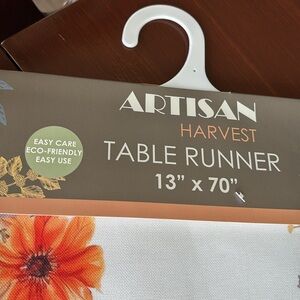 ARTISAN
HARVEST
TABLE RUNNER
13" x 70"
EASY CARE
ECO-FRIENDLY
EASY USE